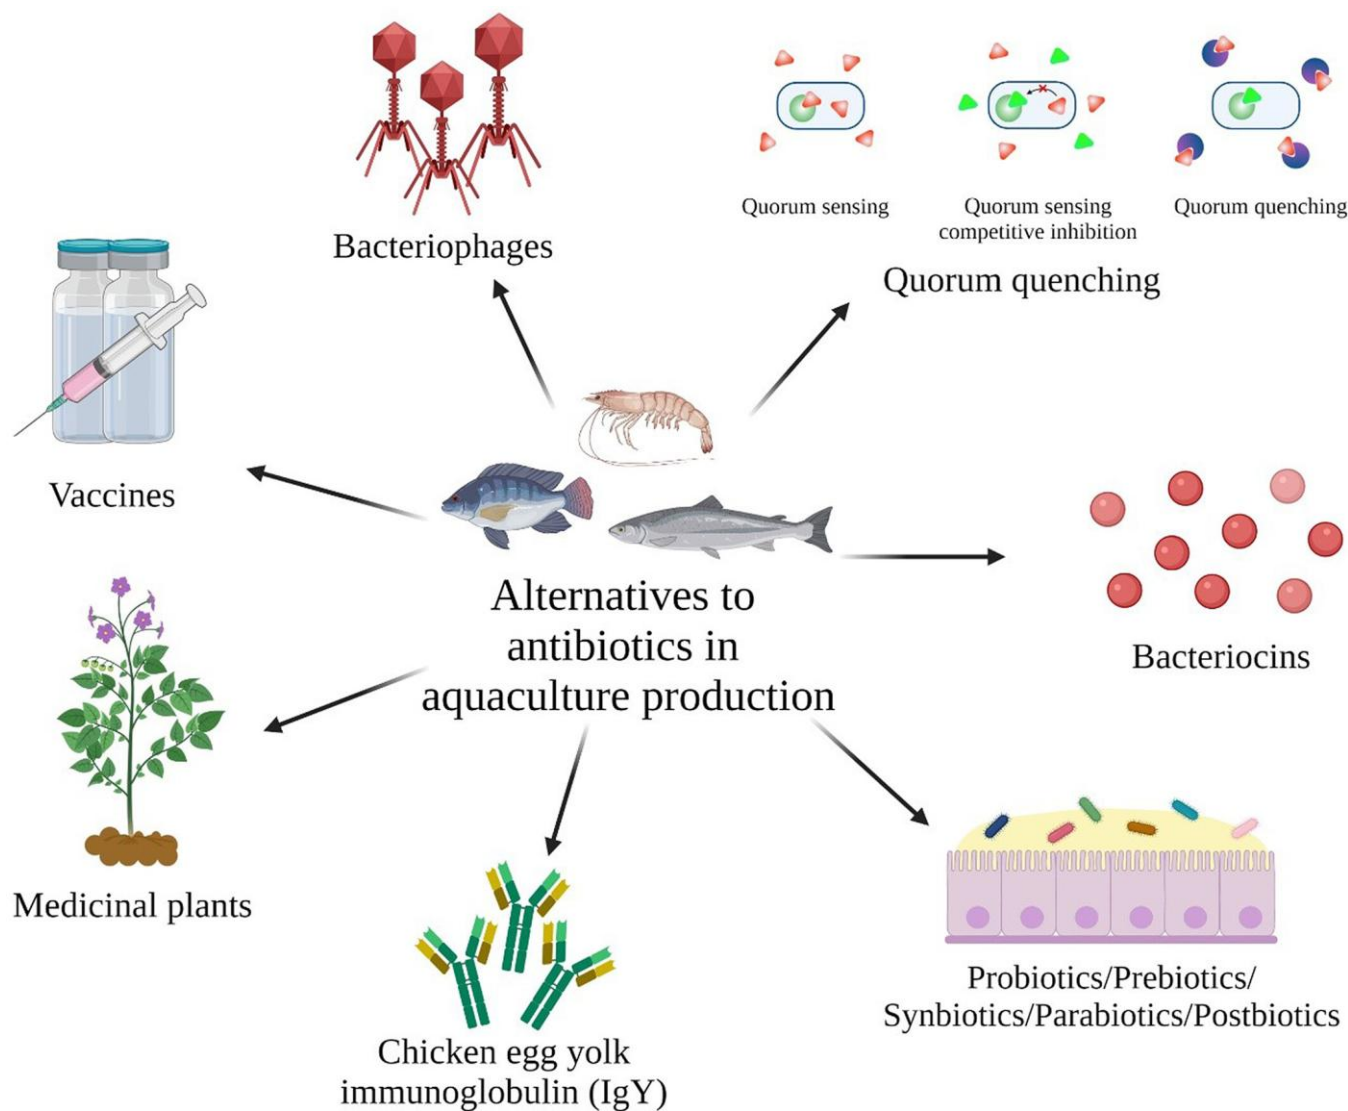 Quorum sensing
Quorum sensing
competitive inhibition
Quorum quenching
Bacteriophages
Quorum quenching
Vaccines
Alternatives to
antibiotics in
aquaculture production
Bacteriocins
Medicinal plants
Probiotics/Prebiotics/
Synbiotics/Parabiotics/Postbiotics
Chicken egg yolk
immunoglobulin (IgY)